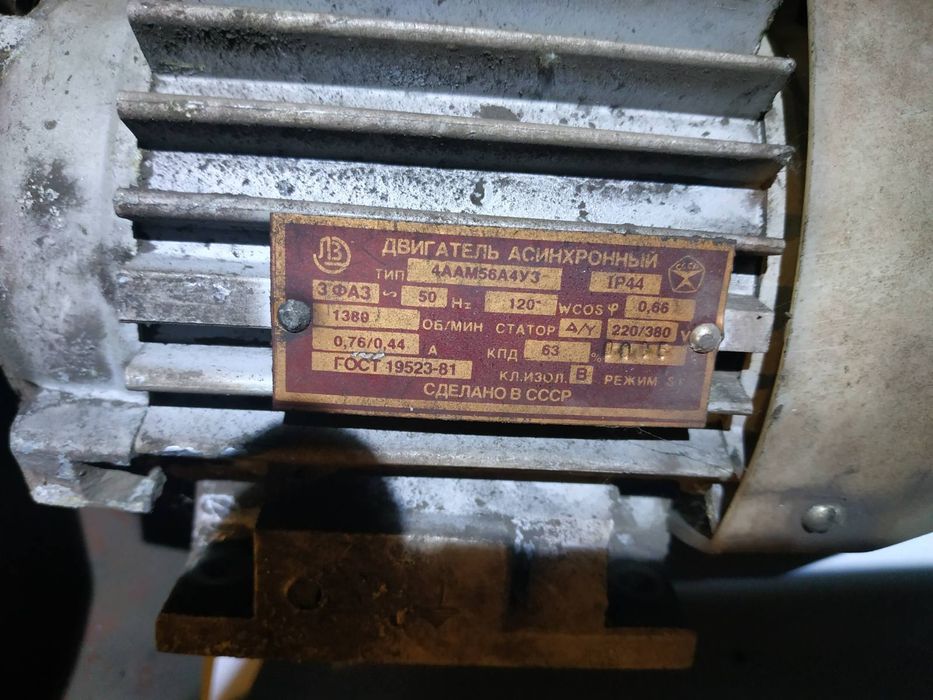 ЛВЗ
ДВИГАТЕЛЬ АСИНХРОННЫЙ
ТИП 4ААМ56А4У3 IP44
3 ФАЗ ∽ 50 Hz 120 W COS φ 0,66
1380 ОБ/МИН СТАТОР Δ/Y 220/380 V
0,76/0,44 А КПД 63 %
ГОСТ 19523-81 КЛ.ИЗОЛ. В РЕЖИМ S1
СДЕЛАНО В СССР